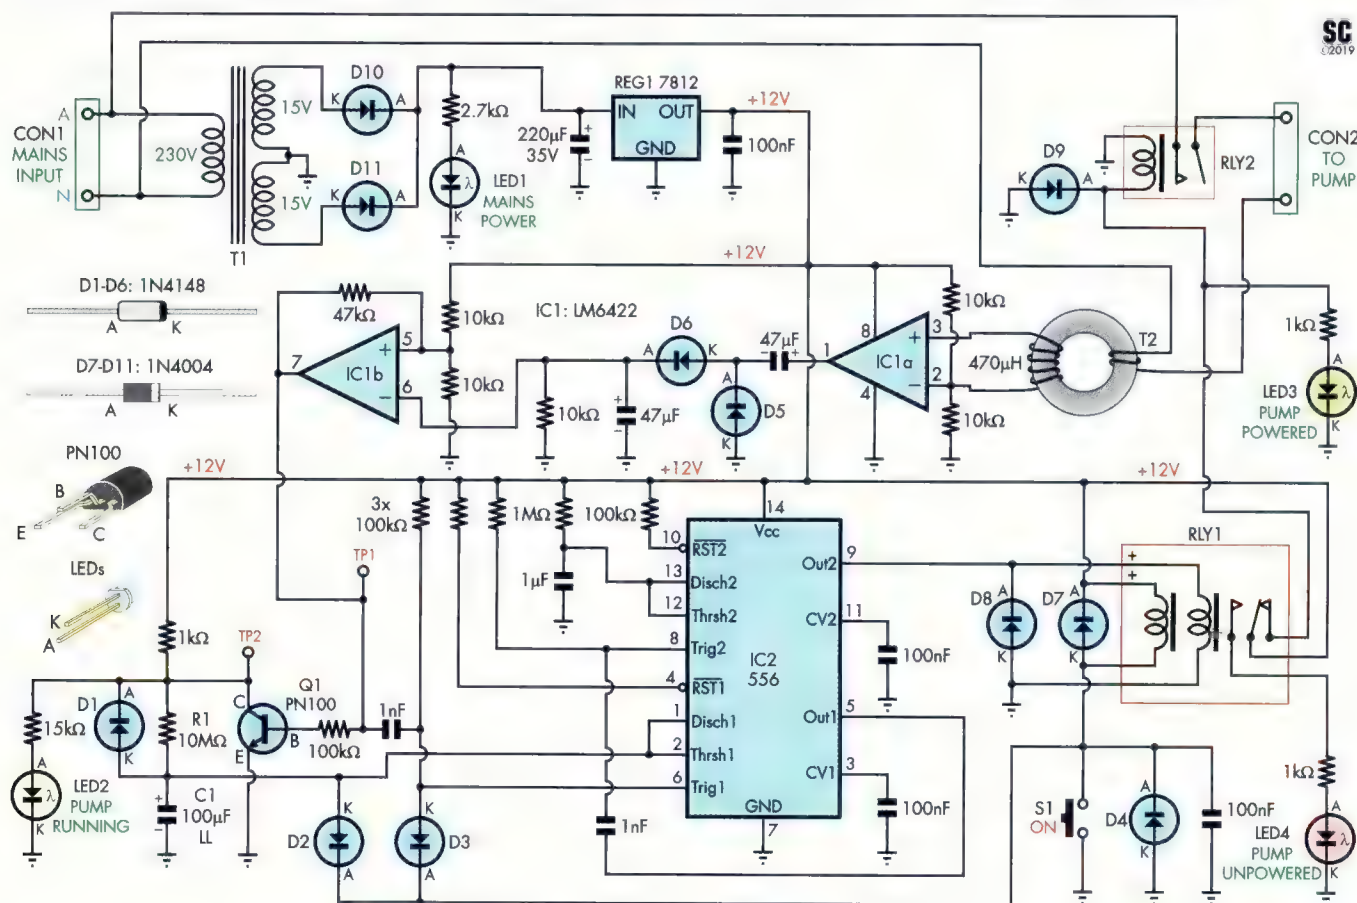 SC
©2019
CON1
MAINS
INPUT
A
N
230V
15V
15V
T1
D10
K
A
D11
K
A
2.7kΩ
A
λ
K
LED1
MAINS
POWER
220µF
35V
+
−
REG1 7812
IN
OUT
GND
+12V
100nF
D9
K
A
RLY2
CON2
TO
PUMP
D1-D6: 1N4148
A
K
D7-D11: 1N4004
A
K
47kΩ
7
IC1b
5
+
6
−
+12V
10kΩ
10kΩ
IC1: LM6422
10kΩ
+
47µF
−
D6
A
K
A
D5
K
47µF
−
+
1
IC1a
8
4
3
+
2
−
10kΩ
10kΩ
470µH
T2
1kΩ
A
λ
K
LED3
PUMP
POWERED
PN100
B
E
C
LEDs
K
A
+12V
+12V
+12V
3x
100kΩ
1MΩ
100kΩ
1µF
TP1
TP2
1kΩ
15kΩ
A
λ
K
LED2
PUMP
RUNNING
D1
A
K
R1
10MΩ
+
−
C1
100µF
LL
C
B
E
Q1
PN100
100kΩ
1nF
K
D2
A
K
D3
A
1nF
14
Vcc
10
RST2
13
Disch2
12
Thrsh2
8
Trig2
4
RST1
1
Disch1
2
Thrsh1
6
Trig1
IC2
556
Out2
9
CV2
11
Out1
5
CV1
3
GND
7
100nF
100nF
D8
A
K
D7
A
K
RLY1
+
+
S1
ON
A
D4
K
100nF
1kΩ
A
λ
K
LED4
PUMP
UNPOWERED